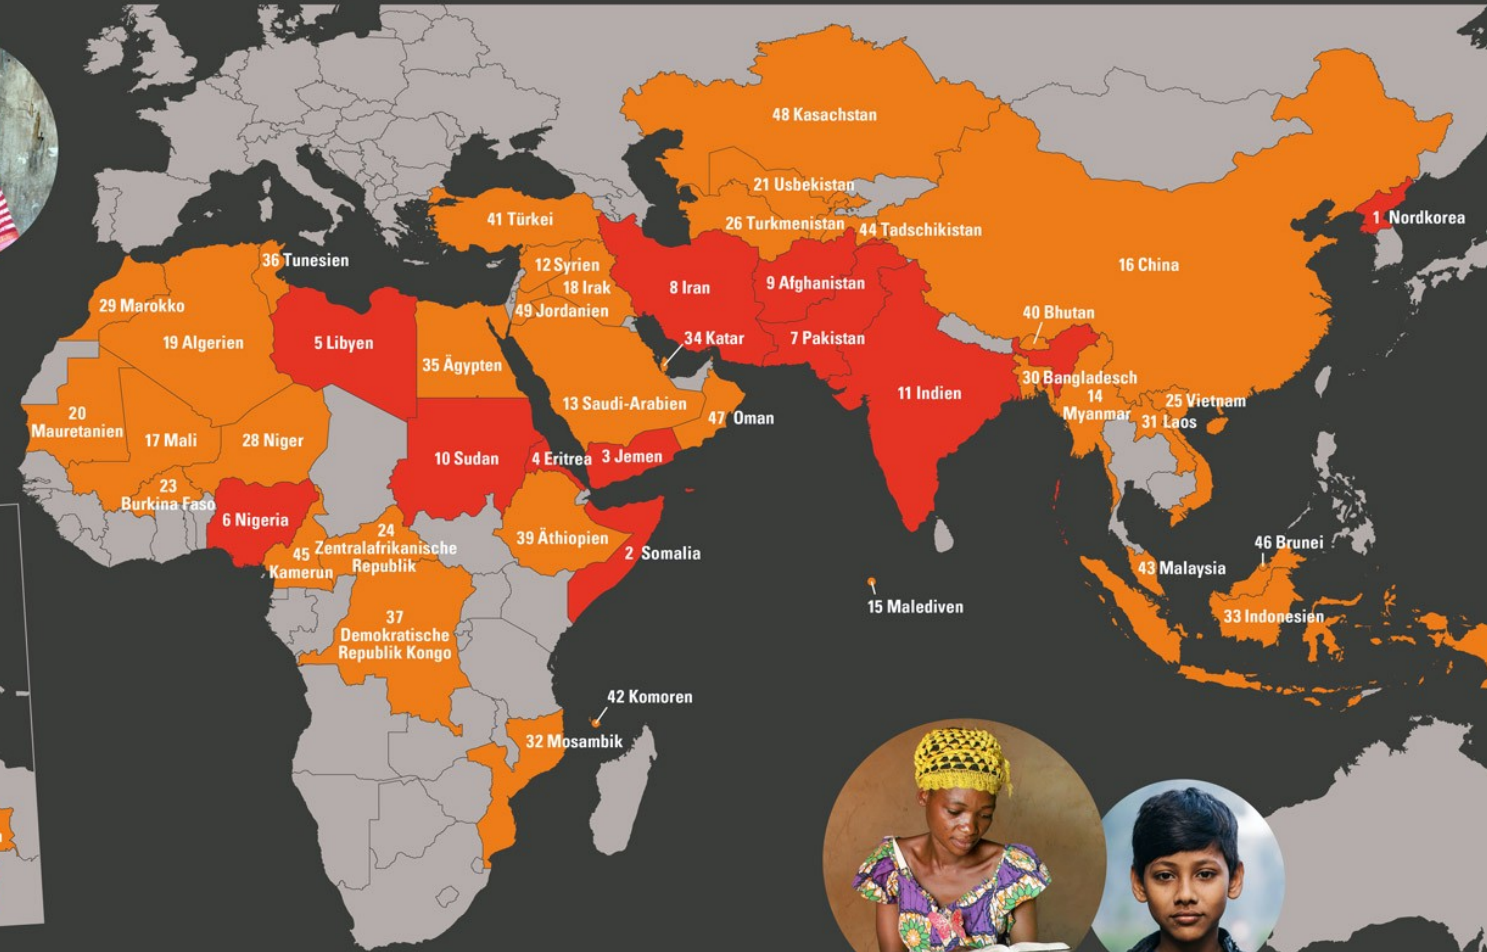 48 Kasachstan
21 Usbekistan
41 Türkei
26 Turkmenistan
44 Tadschikistan
1 Nordkorea
36 Tunesien
12 Syrien
18 Irak
8 Iran
9 Afghanistan
16 China
29 Marokko
49 Jordanien
40 Bhutan
19 Algerien
5 Libyen
34 Katar
7 Pakistan
35 Ägypten
30 Bangladesch
11 Indien
14
Myanmar
25 Vietnam
20
Mauretanien
13 Saudi-Arabien
47 Oman
31 Laos
17 Mali
28 Niger
10 Sudan
4 Eritrea
3 Jemen
23
Burkina Faso
6 Nigeria
24
Zentralafrikanische
Republik
39 Äthiopien
2 Somalia
45
Kamerun
46 Brunei
43 Malaysia
15 Malediven
33 Indonesien
37
Demokratische
Republik Kongo
42 Komoren
32 Mosambik